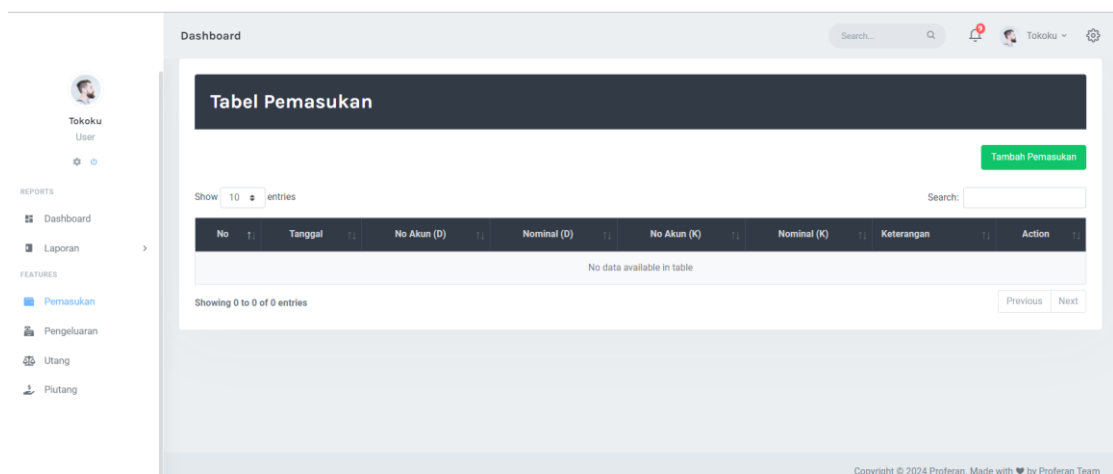 Dashboard
Search...
9
Tokoku
Tokoku
User
REPORTS
Dashboard
Laporan
FEATURES
Pemasukan
Pengeluaran
Utang
Piutang
Tabel Pemasukan
Tambah Pemasukan
Show 10 entries
Search:
No Tanggal No Akun (D) Nominal (D) No Akun (K) Nominal (K) Keterangan Action
No data available in table
Showing 0 to 0 of 0 entries
Previous Next
Copyright © 2024 Proferan. Made with ♥ by Proferan Team